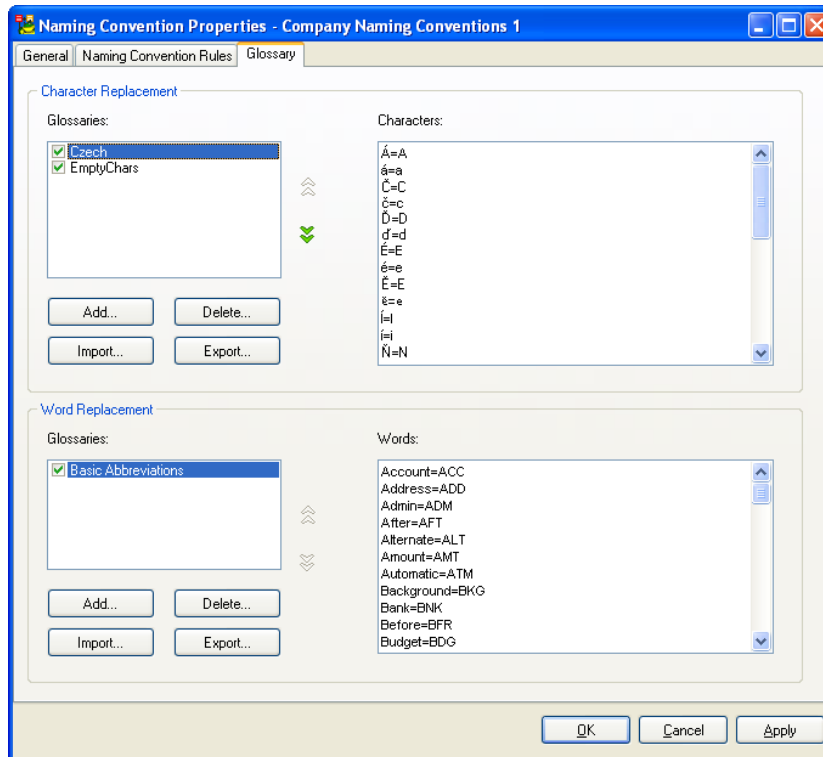 Naming Convention Properties - Company Naming Conventions 1
General Naming Convention Rules Glossary
Character Replacement
Glossaries:
Czech
EmptyChars
Add... Delete...
Import... Export...
Characters:
Á=A
á=a
Č=C
č=c
Ď=D
ď=d
É=E
é=e
Ě=E
ě=e
Í=I
í=i
Ň=N
Word Replacement
Glossaries:
Basic Abbreviations
Add... Delete...
Import... Export...
Words:
Account=ACC
Address=ADD
Admin=ADM
After=AFT
Alternate=ALT
Amount=AMT
Automatic=ATM
Background=BKG
Bank=BNK
Before=BFR
Budget=BDG
OK Cancel Apply